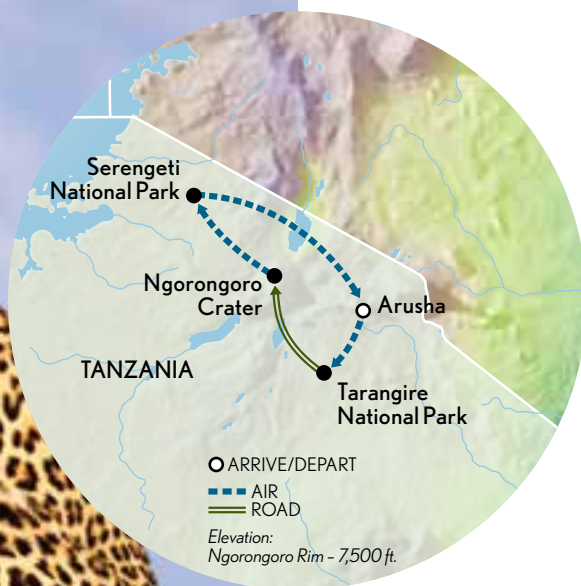 Serengeti
National Park
Ngorongoro
Crater
Arusha
TANZANIA
Tarangire
National Park
ARRIVE/DEPART
AIR
ROAD
Elevation:
Ngorongoro Rim – 7,500 ft.